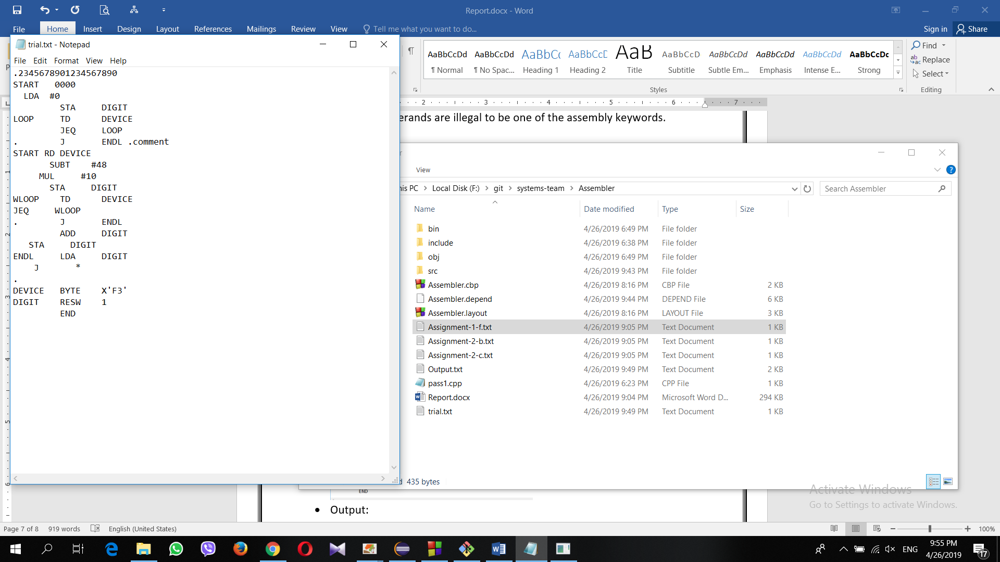 Report.docx - Word
File Home Insert Design Layout References Mailings Review View Tell me what you want to do... Sign in Share
trial.txt - Notepad
File Edit Format View Help
.2345678901234567890
START   0000
  LDA  #0
         STA     DIGIT
LOOP     TD      DEVICE
         JEQ     LOOP
.        J       ENDL .comment
START RD DEVICE
       SUBT    #48
     MUL     #10
       STA     DIGIT
WLOOP    TD      DEVICE
JEQ     WLOOP
.        J       ENDL
         ADD     DIGIT
   STA     DIGIT
ENDL     LDA     DIGIT
    J       *
.
DEVICE   BYTE    X'F3'
DIGIT    RESW    1
         END
AaBbCcDd AaBbCcDd AaBbCc AaBbCcD AaB AaBbCcD AaBbCcDd AaBbCcDd AaBbCcDd AaBbCcDc
¶ Normal ¶ No Spac... Heading 1 Heading 2 Title Subtitle Subtle Em... Emphasis Intense E... Strong
Styles
Find
Replace
Select
Editing
2 3 4 5 6 7
1
2
3
4
5
6
erands are illegal to be one of the assembly keywords.
View
his PC > Local Disk (F:) > git > systems-team > Assembler
Search Assembler
Name Date modified Type Size
bin 4/26/2019 6:49 PM File folder
include 4/26/2019 6:38 PM File folder
obj 4/26/2019 6:49 PM File folder
src 4/26/2019 9:43 PM File folder
Assembler.cbp 4/26/2019 8:16 PM CBP File 2 KB
Assembler.depend 4/26/2019 9:44 PM DEPEND File 6 KB
Assembler.layout 4/26/2019 8:16 PM LAYOUT File 3 KB
Assignment-1-f.txt 4/26/2019 9:05 PM Text Document 1 KB
Assignment-2-b.txt 4/26/2019 9:05 PM Text Document 1 KB
Assignment-2-c.txt 4/26/2019 9:05 PM Text Document 1 KB
Output.txt 4/26/2019 9:49 PM Text Document 2 KB
pass1.cpp 4/26/2019 6:23 PM CPP File 1 KB
Report.docx 4/26/2019 9:04 PM Microsoft Word D... 294 KB
trial.txt 4/26/2019 9:49 PM Text Document 1 KB
435 bytes
END
• Output:
Activate Windows
Go to Settings to activate Windows.
Page 7 of 8 919 words English (United States) 100%
ENG
9:55 PM
4/26/2019
17